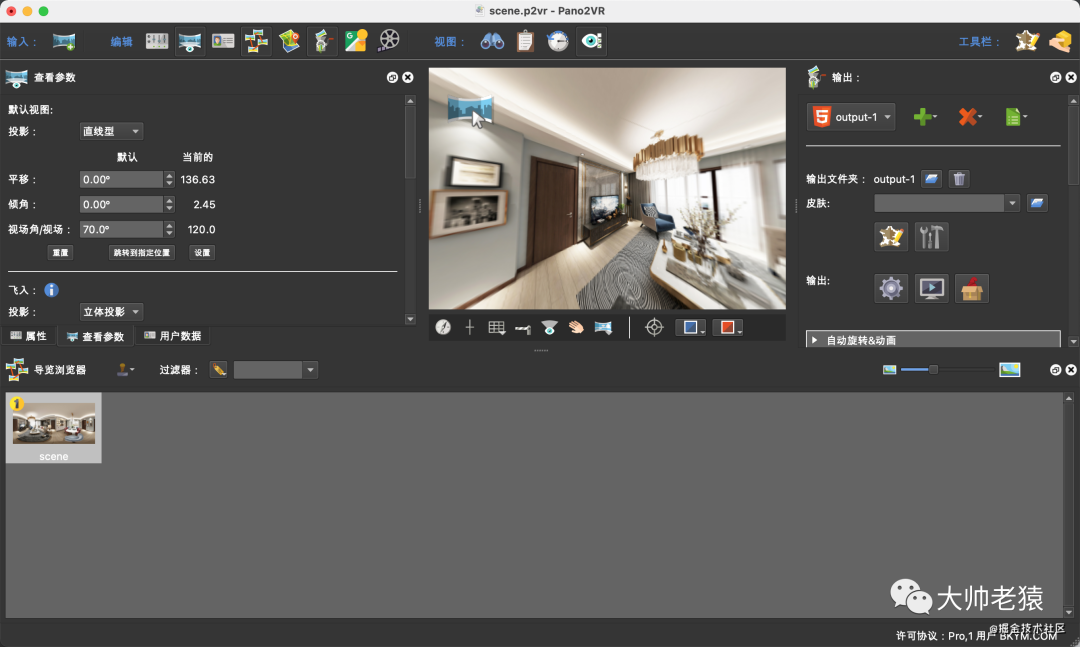 scene.p2vr - Pano2VR
输入： 编辑 视图： 工具栏：
查看参数
输出：
默认视图:
投影： 直线型
output-1
默认 当前的
平移： 0.00° 136.63
输出文件夹： output-1
倾角： 0.00° 2.45
皮肤:
视场角/视场： 70.0° 120.0
重置 跳转到指定位置 设置
输出:
飞入：
投影： 立体投影
自动旋转&动画
属性 查看参数 用户数据
导览浏览器 过滤器：
1
scene
大帅老猿
@掘金技术社区
许可协议：Pro,1 用户 BKYM.COM